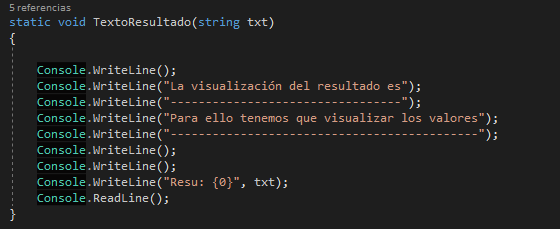 5 referencias
static void TextoResultado(string txt)
{
Console.WriteLine();
Console.WriteLine("La visualización del resultado es");
Console.WriteLine("---------------------------------");
Console.WriteLine("Para ello tenemos que visualizar los valores");
Console.WriteLine("--------------------------------------------");
Console.WriteLine();
Console.WriteLine();
Console.WriteLine("Resu: {0}", txt);
Console.ReadLine();
}